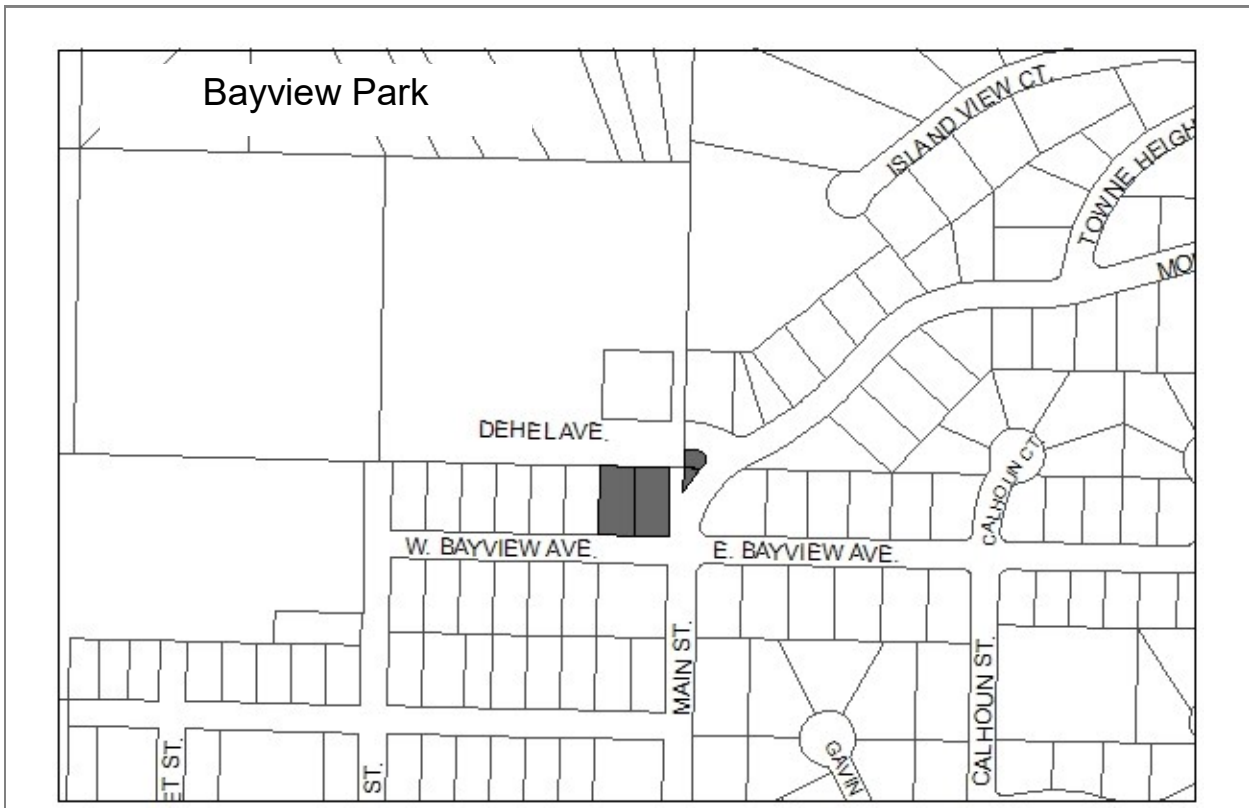 Bayview Park
ISLAND VIEW CT.
TOWNE HEIGH
MO
DEHEL AVE.
CALHOUN CT.
W. BAYVIEW AVE.
E. BAYVIEW AVE.
MAIN ST.
CALHOUN ST.
ET ST.
ST.
GAVIN